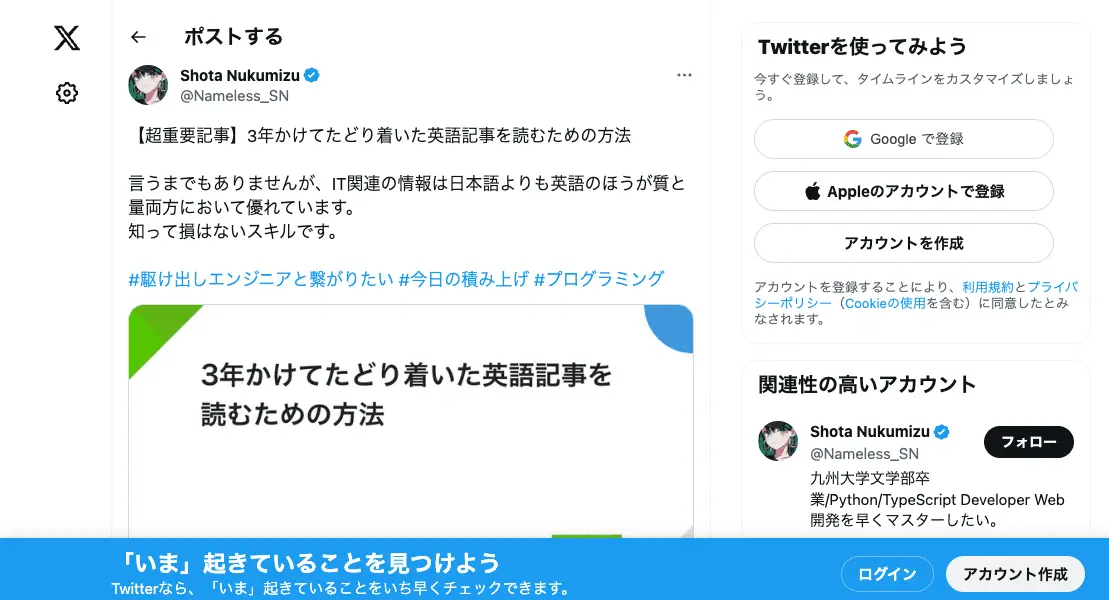 ポストする
Shota Nukumizu
@Nameless_SN
【超重要記事】3年かけてたどり着いた英語記事を読むための方法
言うまでもありませんが、IT関連の情報は日本語よりも英語のほうが質と
量両方において優れています。
知って損はないスキルです。
#駆け出しエンジニアと繋がりたい #今日の積み上げ #プログラミング
3年かけてたどり着いた英語記事を
読むための方法
Twitterを使ってみよう
今すぐ登録して、タイムラインをカスタマイズしましょ
う。
Google で登録
Appleのアカウントで登録
アカウントを作成
アカウントを登録することにより、利用規約とプライバ
シーポリシー（Cookieの使用を含む）に同意したとみ
なされます。
関連性の高いアカウント
Shota Nukumizu
フォロー
@Nameless_SN
九州大学文学部卒
業/Python/TypeScript Developer Web
開発を早くマスターしたい。
「いま」起きていることを見つけよう
Twitterなら、「いま」起きていることをいち早くチェックできます。
ログイン
アカウント作成